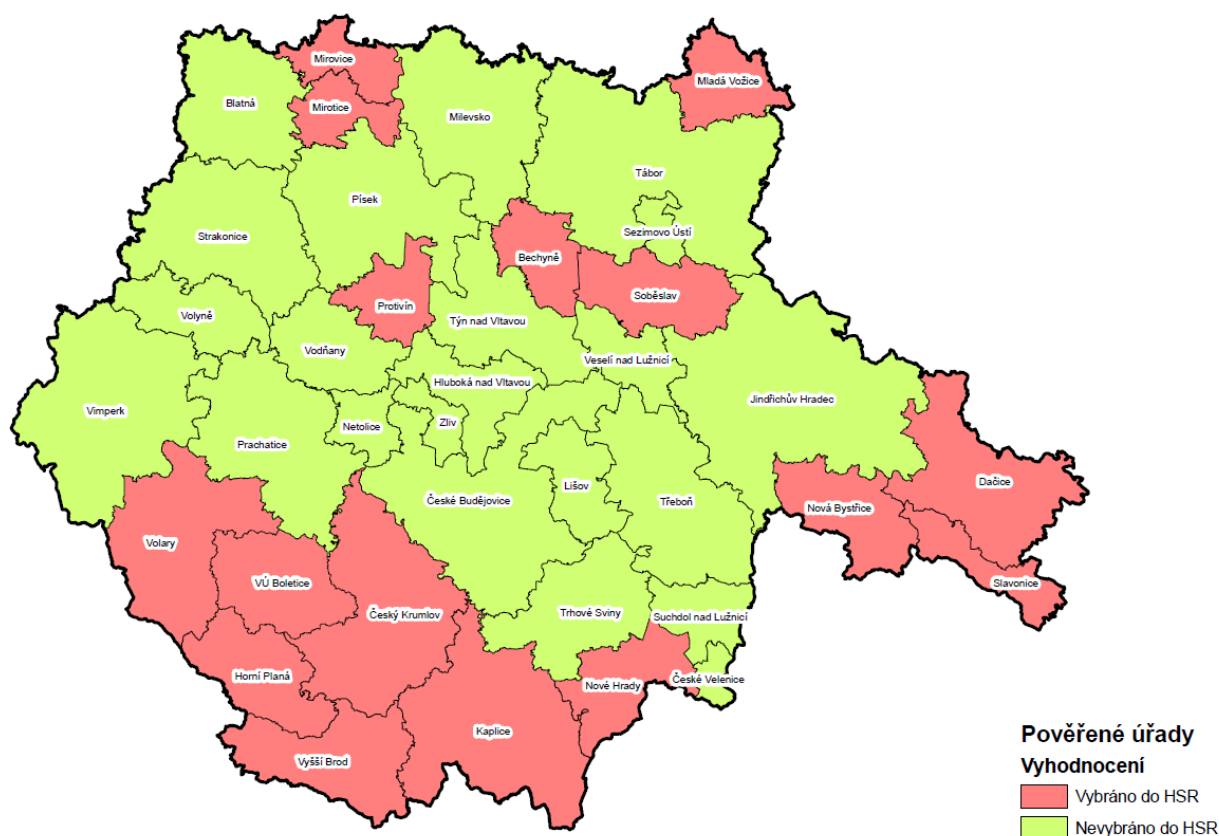 Mirovice
Mladá Vožice
Blatná
Mirotice
Milevsko
Tábor
Písek
Sezimovo Ústí
Strakonice
Bechyně
Soběslav
Protivín
Volyně
Týn nad Vltavou
Vodňany
Veselí nad Lužnicí
Hluboká nad Vltavou
Jindřichův Hradec
Vimperk
Netolice
Zliv
Prachatice
Dačice
Lišov
České Budějovice
Třeboň
Nová Bystřice
Volary
VÚ Boletice
Slavonice
Český Krumlov
Trhové Sviny
Suchdol nad Lužnicí
Horní Planá
Nové Hrady
České Velenice
Kaplice
Vyšší Brod
Pověřené úřady
Vyhodnocení
Vybráno do HSR
Nevybráno do HSR